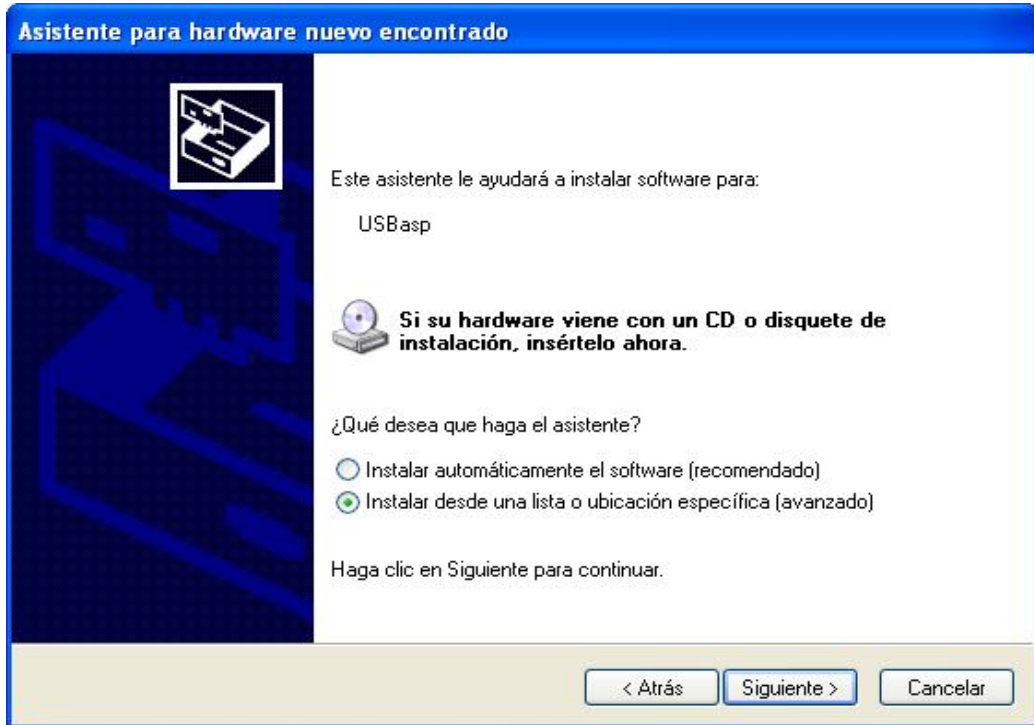 Asistente para hardware nuevo encontrado
Este asistente le ayudará a instalar software para:
USBasp
Si su hardware viene con un CD o disquete de
instalación, insértelo ahora.
¿Qué desea que haga el asistente?
Instalar automáticamente el software (recomendado)
Instalar desde una lista o ubicación específica (avanzado)
Haga clic en Siguiente para continuar.
< Atrás
Siguiente >
Cancelar